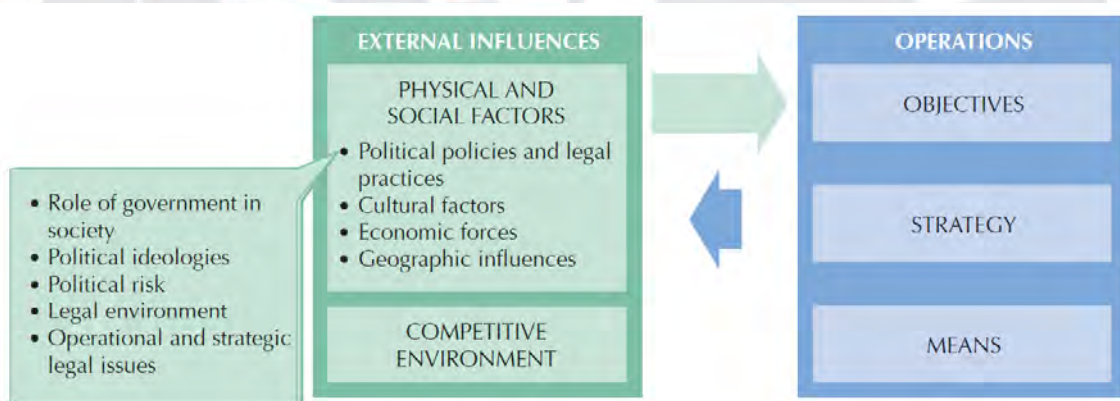 EXTERNAL INFLUENCES
PHYSICAL AND
SOCIAL FACTORS
• Political policies and legal
practices
• Cultural factors
• Economic forces
• Geographic influences
COMPETITIVE
ENVIRONMENT
• Role of government in
society
• Political ideologies
• Political risk
• Legal environment
• Operational and strategic
legal issues
OPERATIONS
OBJECTIVES
STRATEGY
MEANS